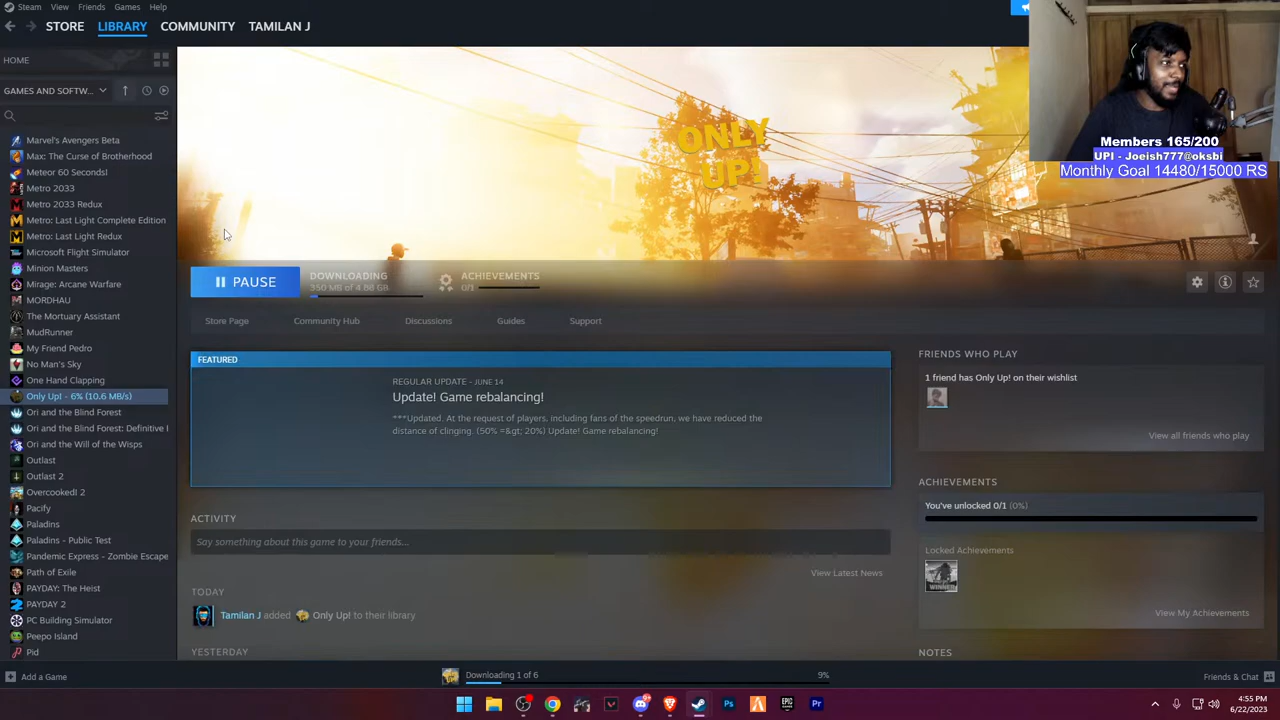 Steam View Friends Games Help
STORE LIBRARY COMMUNITY TAMILAN J
HOME
GAMES AND SOFTW...
Marvel's Avengers Beta
Max: The Curse of Brotherhood
Meteor 60 Seconds!
Metro 2033
Metro 2033 Redux
Metro: Last Light Complete Edition
Metro: Last Light Redux
Microsoft Flight Simulator
Minion Masters
Mirage: Arcane Warfare
MORDHAU
The Mortuary Assistant
MudRunner
My Friend Pedro
No Man's Sky
One Hand Clapping
Only Up! - 6% (10.6 MB/s)
Ori and the Blind Forest
Ori and the Blind Forest: Definitive
Ori and the Will of the Wisps
Outlast
Outlast 2
Overcooked! 2
Pacify
Paladins
Paladins - Public Test
Pandemic Express - Zombie Escape
Path of Exile
PAYDAY: The Heist
PAYDAY 2
PC Building Simulator
Peepo Island
Pid
ONLY
UP!
Members 165/200
UPI - Joeish777@oksbi
Monthly Goal 14480/15000 RS
PAUSE
DOWNLOADING
350 MB of 4.86 GB
ACHIEVEMENTS
0/1
Store Page Community Hub Discussions Guides Support
FEATURED
REGULAR UPDATE - JUNE 14
Update! Game rebalancing!
***Updated. At the request of players, including fans of the speedrun, we have reduced the
distance of clinging. (50% =&gt; 20%) Update! Game rebalancing!
ACTIVITY
Say something about this game to your friends...
View Latest News
TODAY
Tamilan J added Only Up! to their library
YESTERDAY
FRIENDS WHO PLAY
1 friend has Only Up! on their wishlist
View all friends who play
ACHIEVEMENTS
You've unlocked 0/1 (0%)
Locked Achievements
WINNER
View My Achievements
NOTES
Add a Game
Downloading 1 of 6 9%
Friends & Chat
4:55 PM
6/22/2023